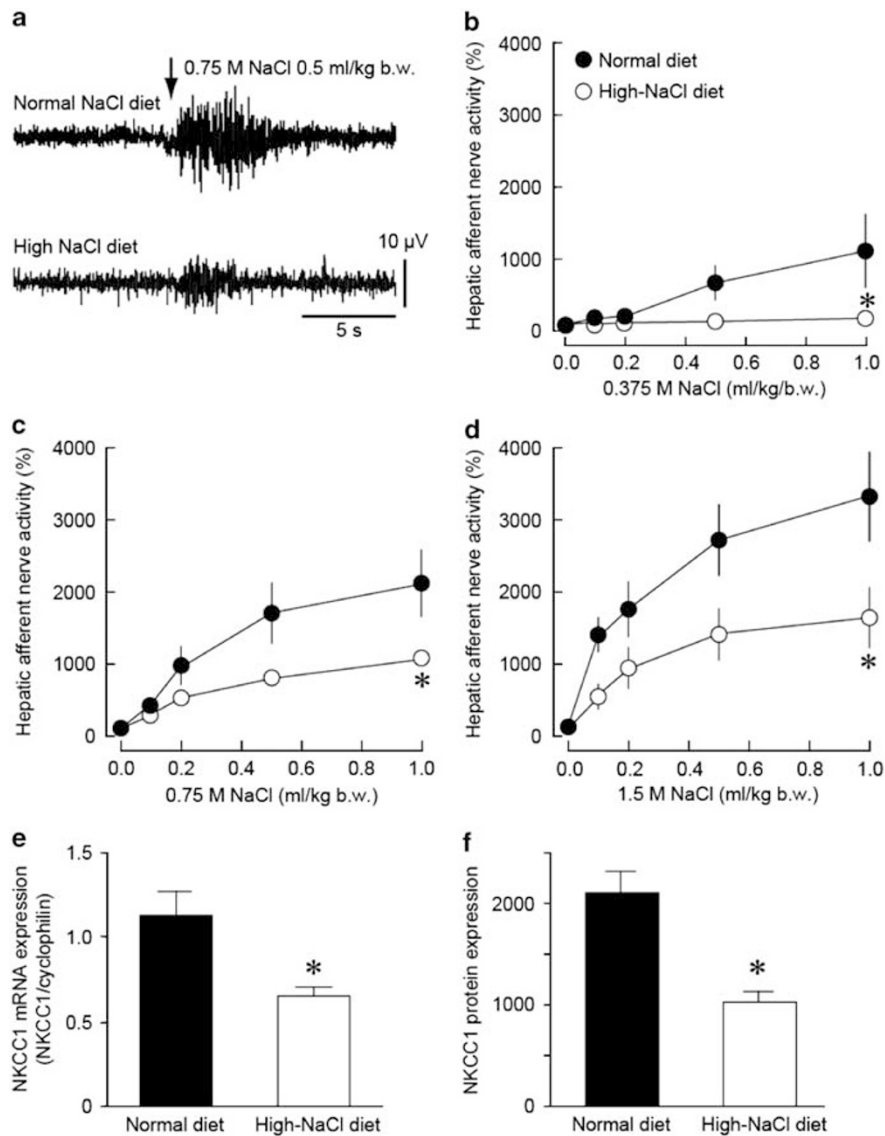 a
0.75 M NaCl 0.5 ml/kg b.w.
Normal NaCl diet
High NaCl diet
10 µV
5 s
b
Hepatic afferent nerve activity (%)
4000
3000
2000
1000
0
Normal diet
High-NaCl diet
*
0.0 0.2 0.4 0.6 0.8 1.0
0.375 M NaCl (ml/kg/b.w.)
c
Hepatic afferent nerve activity (%)
4000
3000
2000
1000
0
*
0.0 0.2 0.4 0.6 0.8 1.0
0.75 M NaCl (ml/kg b.w.)
d
Hepatic afferent nerve activity (%)
4000
3000
2000
1000
0
*
0.0 0.2 0.4 0.6 0.8 1.0
1.5 M NaCl (ml/kg b.w.)
e
NKCC1 mRNA expression
(NKCC1/cyclophilin)
1.5
1.0
0.5
0
*
Normal diet High-NaCl diet
f
NKCC1 protein expression
2000
1000
0
*
Normal diet High-NaCl diet